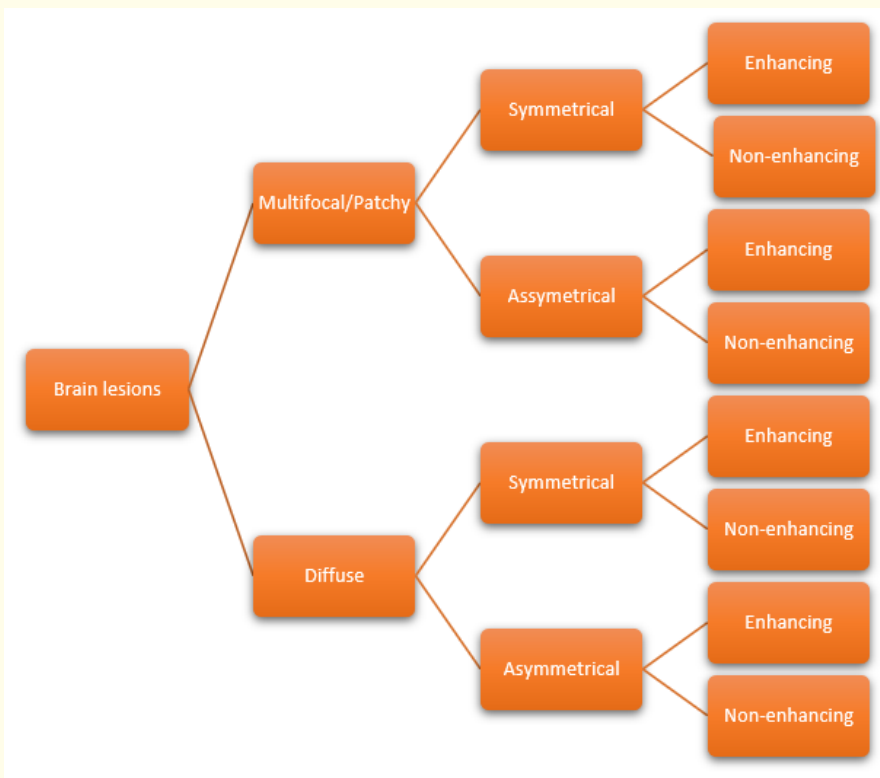 Enhancing
Symmetrical
Non-enhancing
Multifocal/Patchy
Enhancing
Assymetrical
Non-enhancing
Brain lesions
Enhancing
Symmetrical
Non-enhancing
Diffuse
Enhancing
Asymmetrical
Non-enhancing